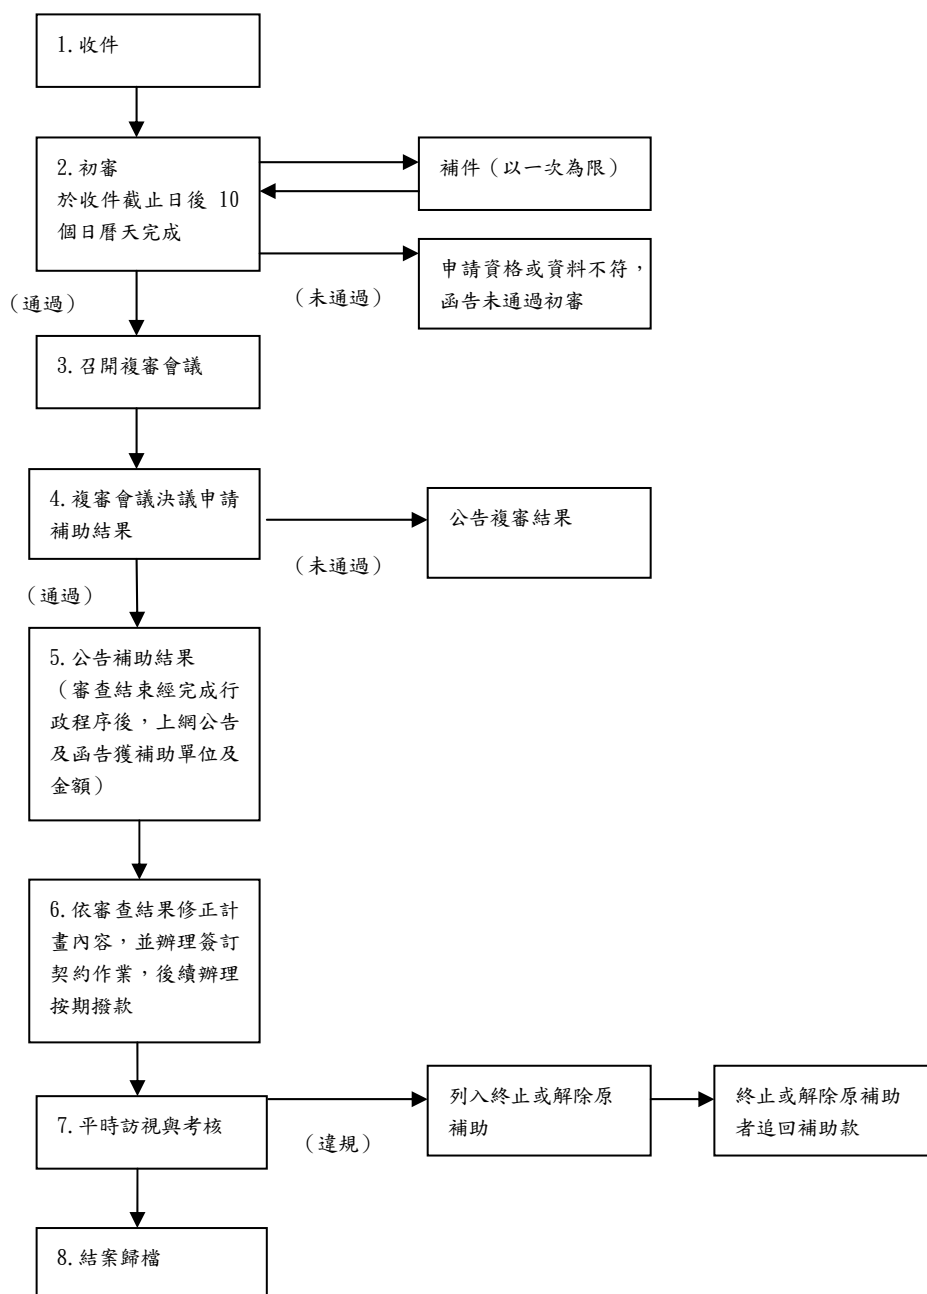 1.收件
2.初審
於收件截止日後 10
個日曆天完成
補件（以一次為限）
申請資格或資料不符，
函告未通過初審
（通過）
（未通過）
3.召開複審會議
4.複審會議決議申請
補助結果
公告複審結果
（未通過）
（通過）
5.公告補助結果
（審查結束經完成行
政程序後，上網公告
及函告獲補助單位及
金額）
6.依審查結果修正計
畫內容，並辦理簽訂
契約作業，後續辦理
按期撥款
7.平時訪視與考核
（違規）
列入終止或解除原
補助
終止或解除原補助
者追回補助款
8.結案歸檔